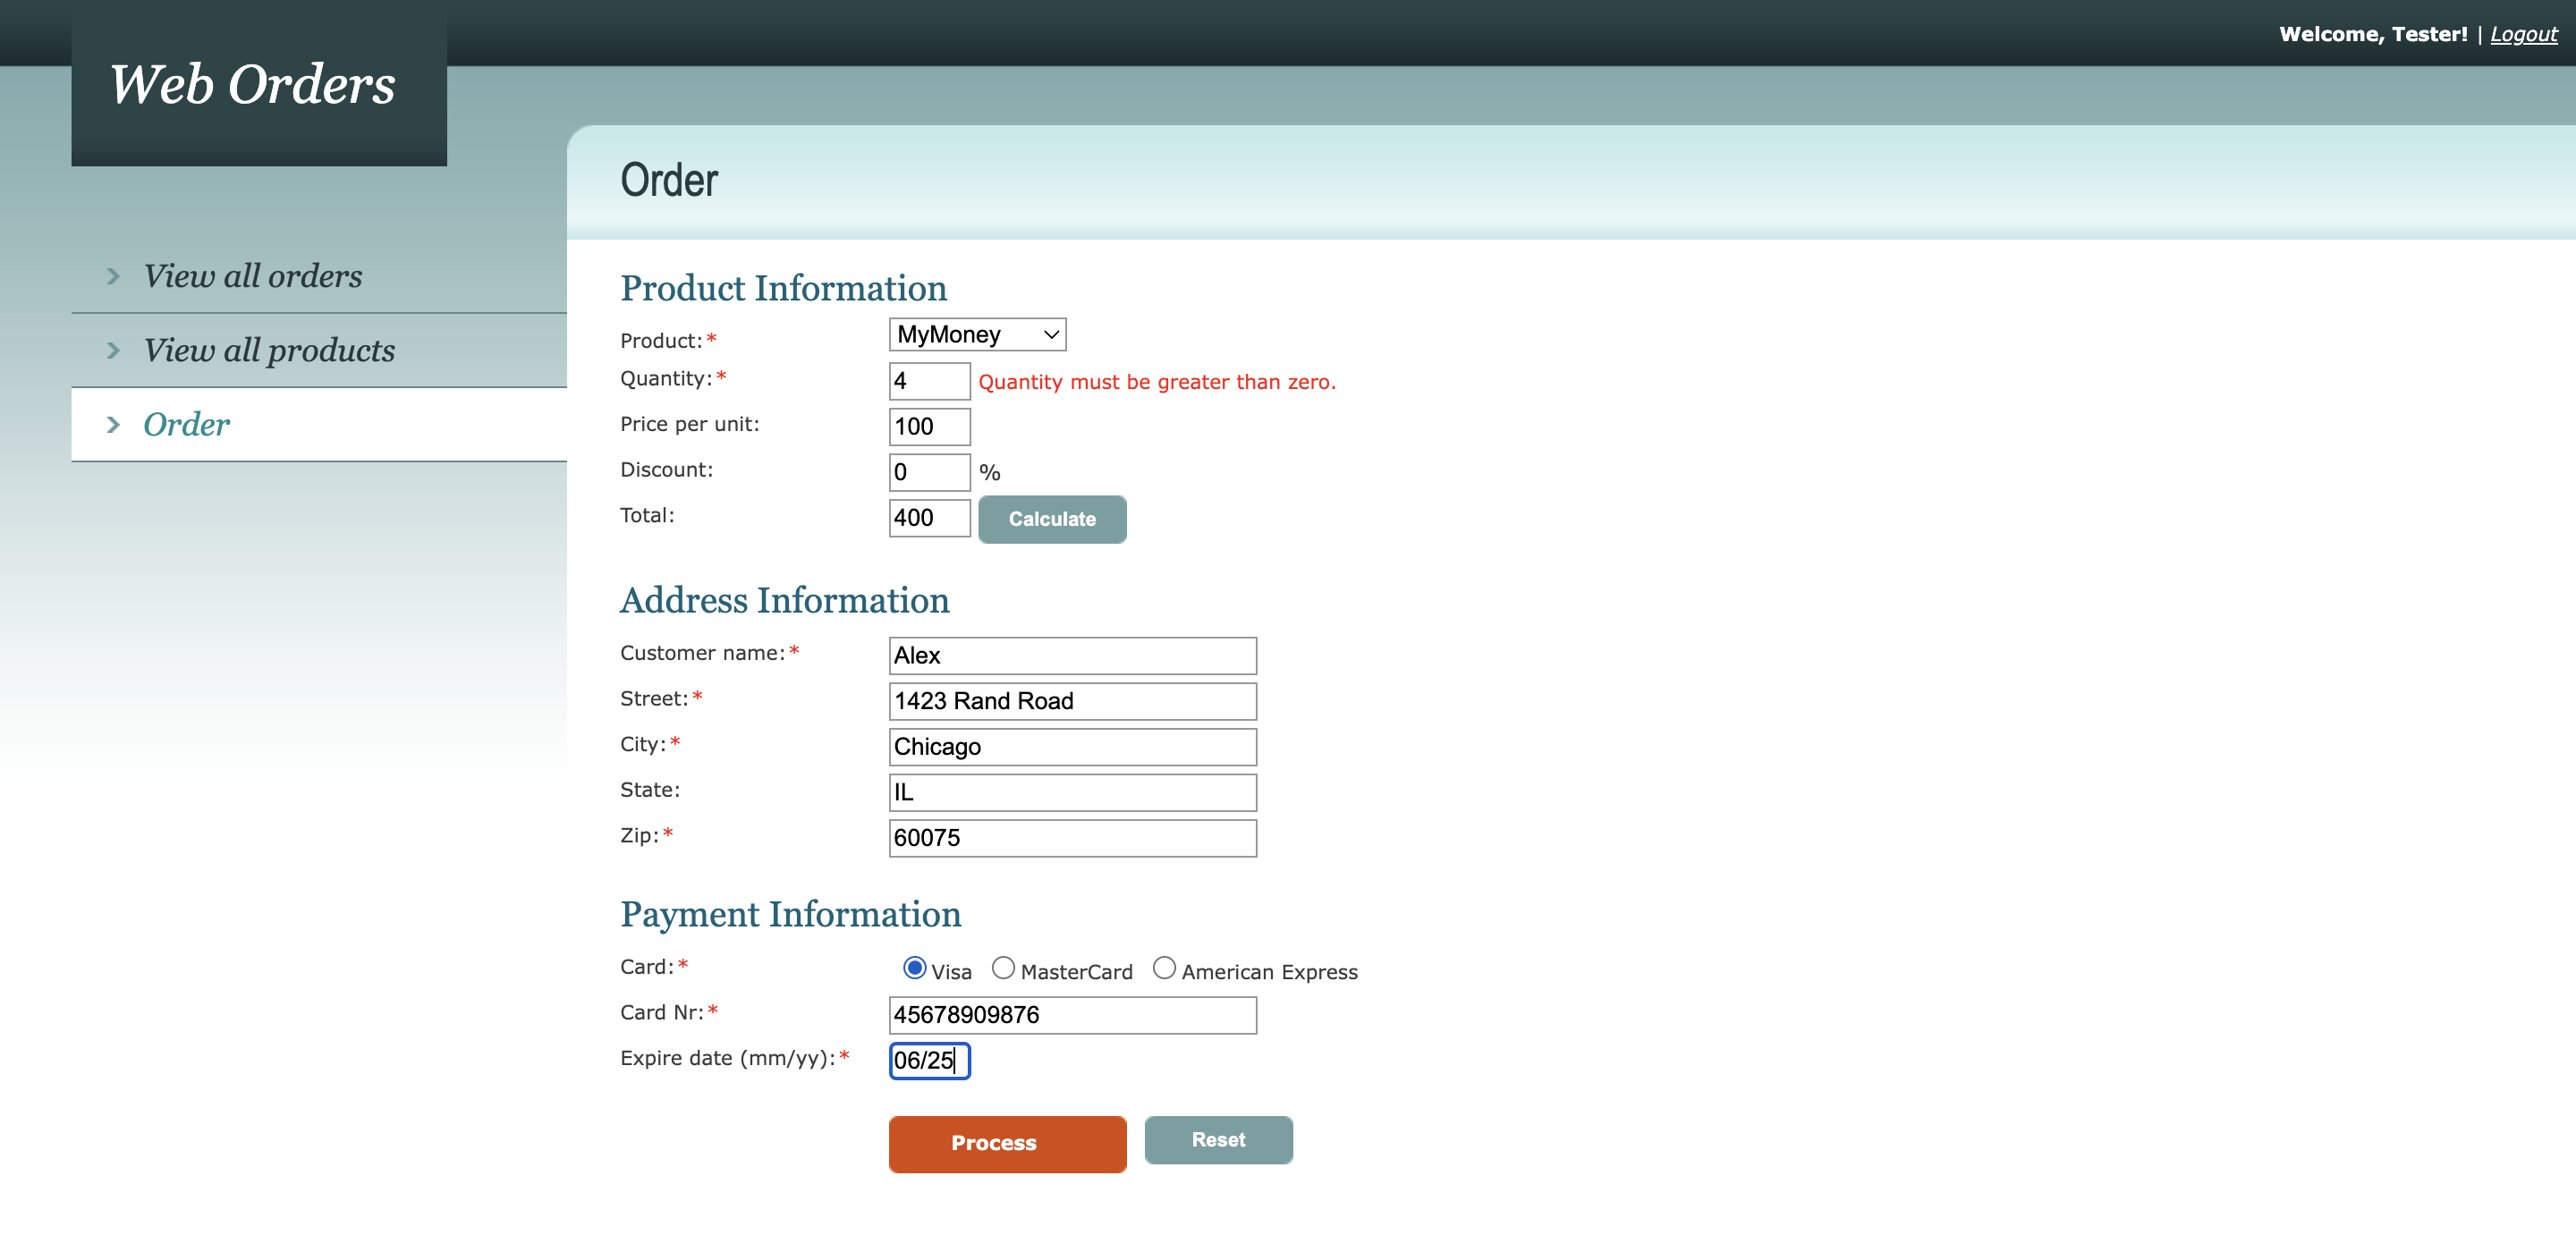 Welcome, Tester! | Logout
Web Orders
Order
View all orders
View all products
Order
Product Information
Product:* MyMoney
Quantity:* 4 Quantity must be greater than zero.
Price per unit: 100
Discount: 0 %
Total: 400 Calculate
Address Information
Customer name:* Alex
Street:* 1423 Rand Road
City:* Chicago
State: IL
Zip:* 60075
Payment Information
Card:* Visa MasterCard American Express
Card Nr:* 45678909876
Expire date (mm/yy):* 06/25
Process Reset